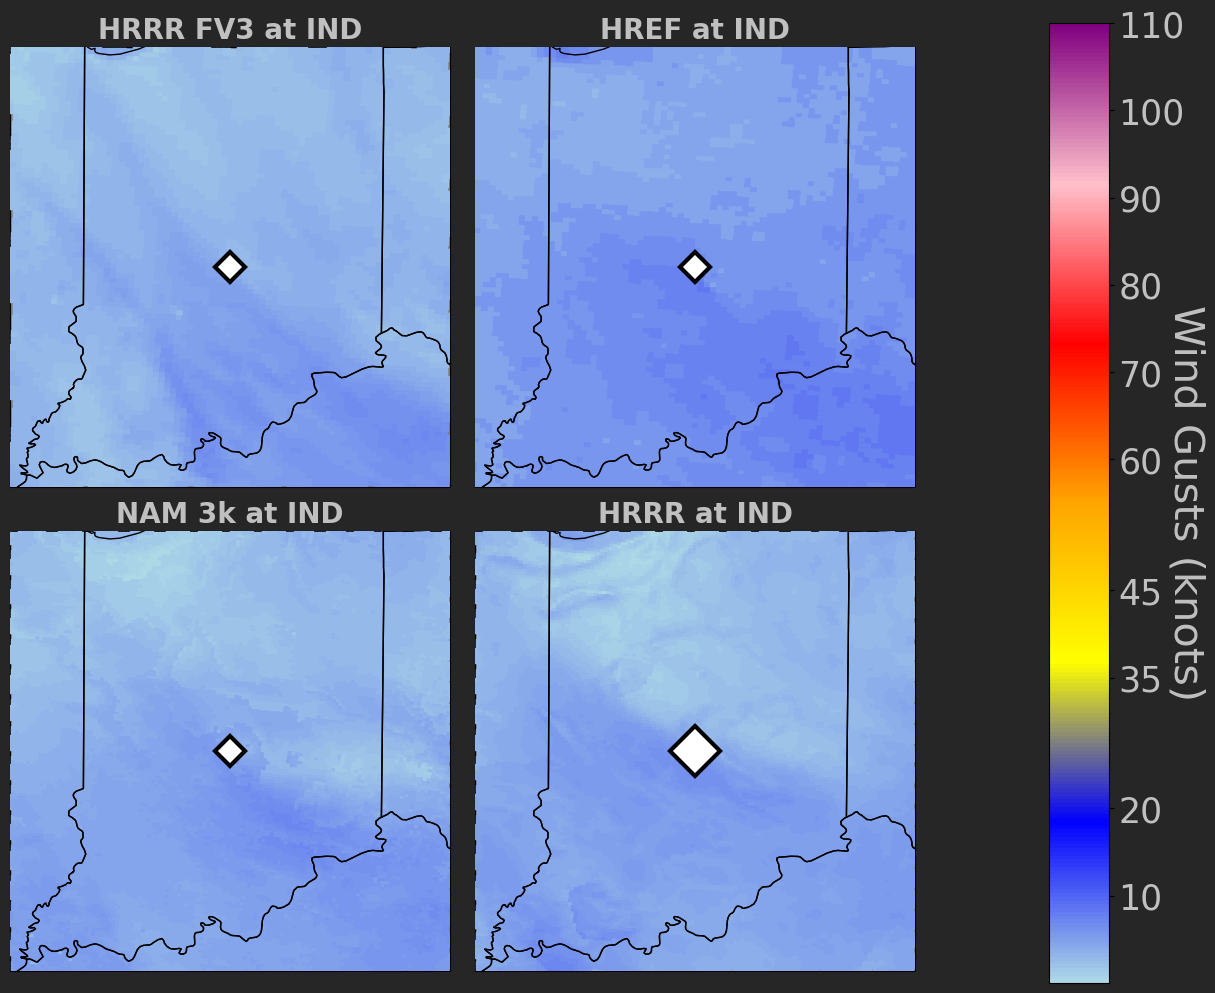 HRRR FV3 at IND
HREF at IND
NAM 3k at IND
HRRR at IND
110
100
90
80
70
60
45
35
20
10
Wind Gusts (knots)